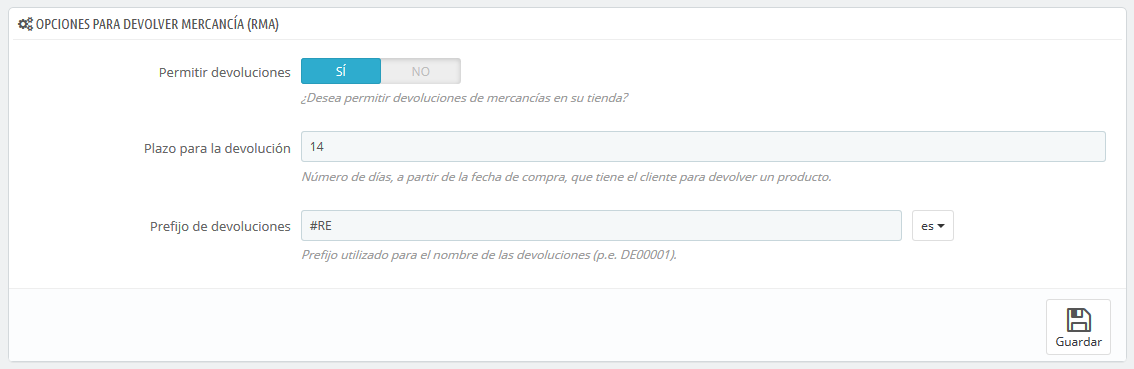 OPCIONES PARA DEVOLVER MERCANCÍA (RMA)
Permitir devoluciones SÍ NO
¿Desea permitir devoluciones de mercancías en su tienda?
Plazo para la devolución 14
Número de días, a partir de la fecha de compra, que tiene el cliente para devolver un producto.
Prefijo de devoluciones #RE es
Prefijo utilizado para el nombre de las devoluciones (p.e. DE00001).
Guardar